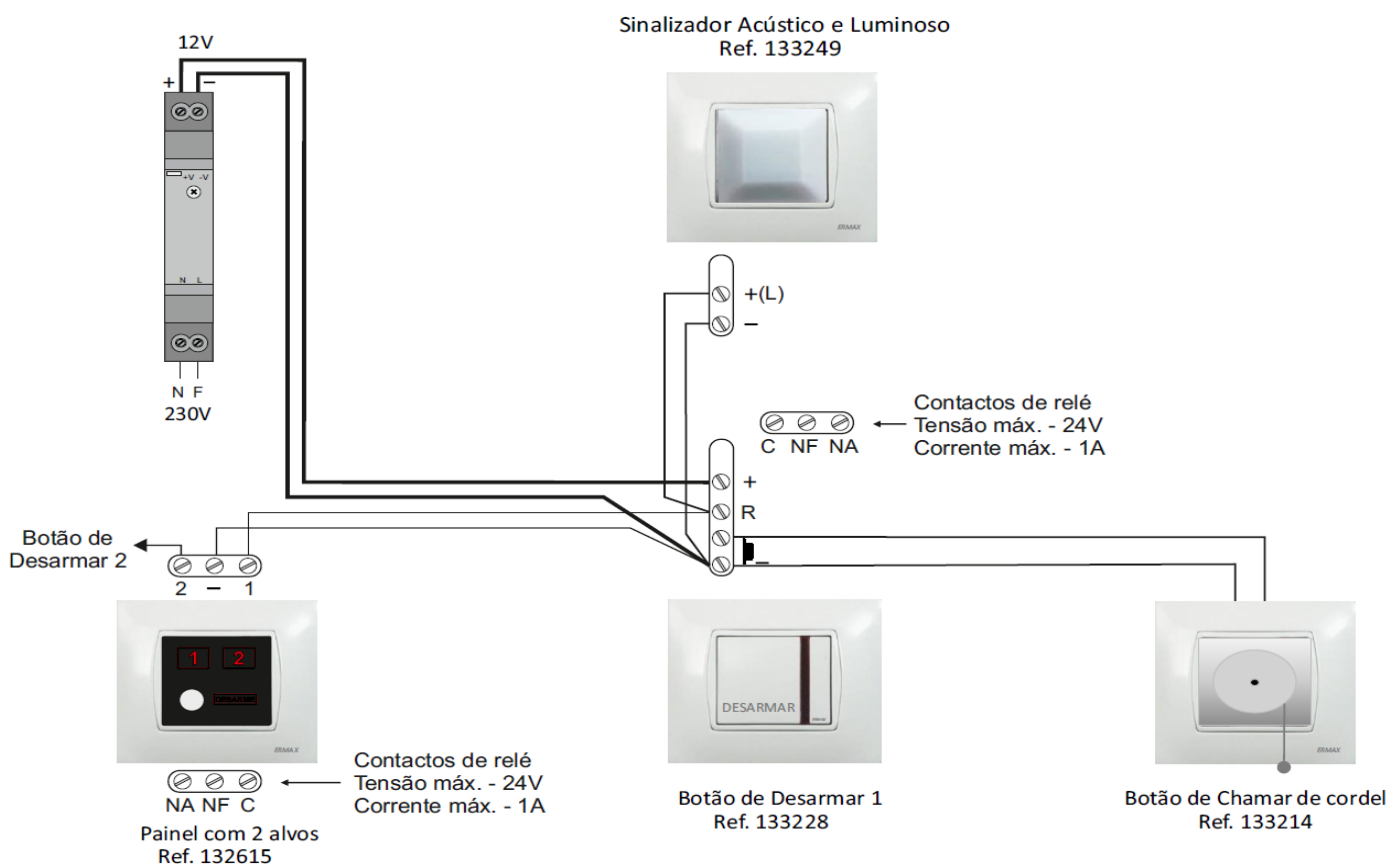 Sinalizador Acústico e Luminoso
Ref. 133249
12V
+ −
+V -V
N L
N F
230V
ERMAX
+(L)
−
Contactos de relé
Tensão máx. - 24V
Corrente máx. - 1A
C NF NA
+
R
−
Botão de
Desarmar 2
2 − 1
1 2
ERMAX
DESARMAR
ERMAX
Contactos de relé
Tensão máx. - 24V
Corrente máx. - 1A
NA NF C
Painel com 2 alvos
Ref. 132615
Botão de Desarmar 1
Ref. 133228
Botão de Chamar de cordel
Ref. 133214